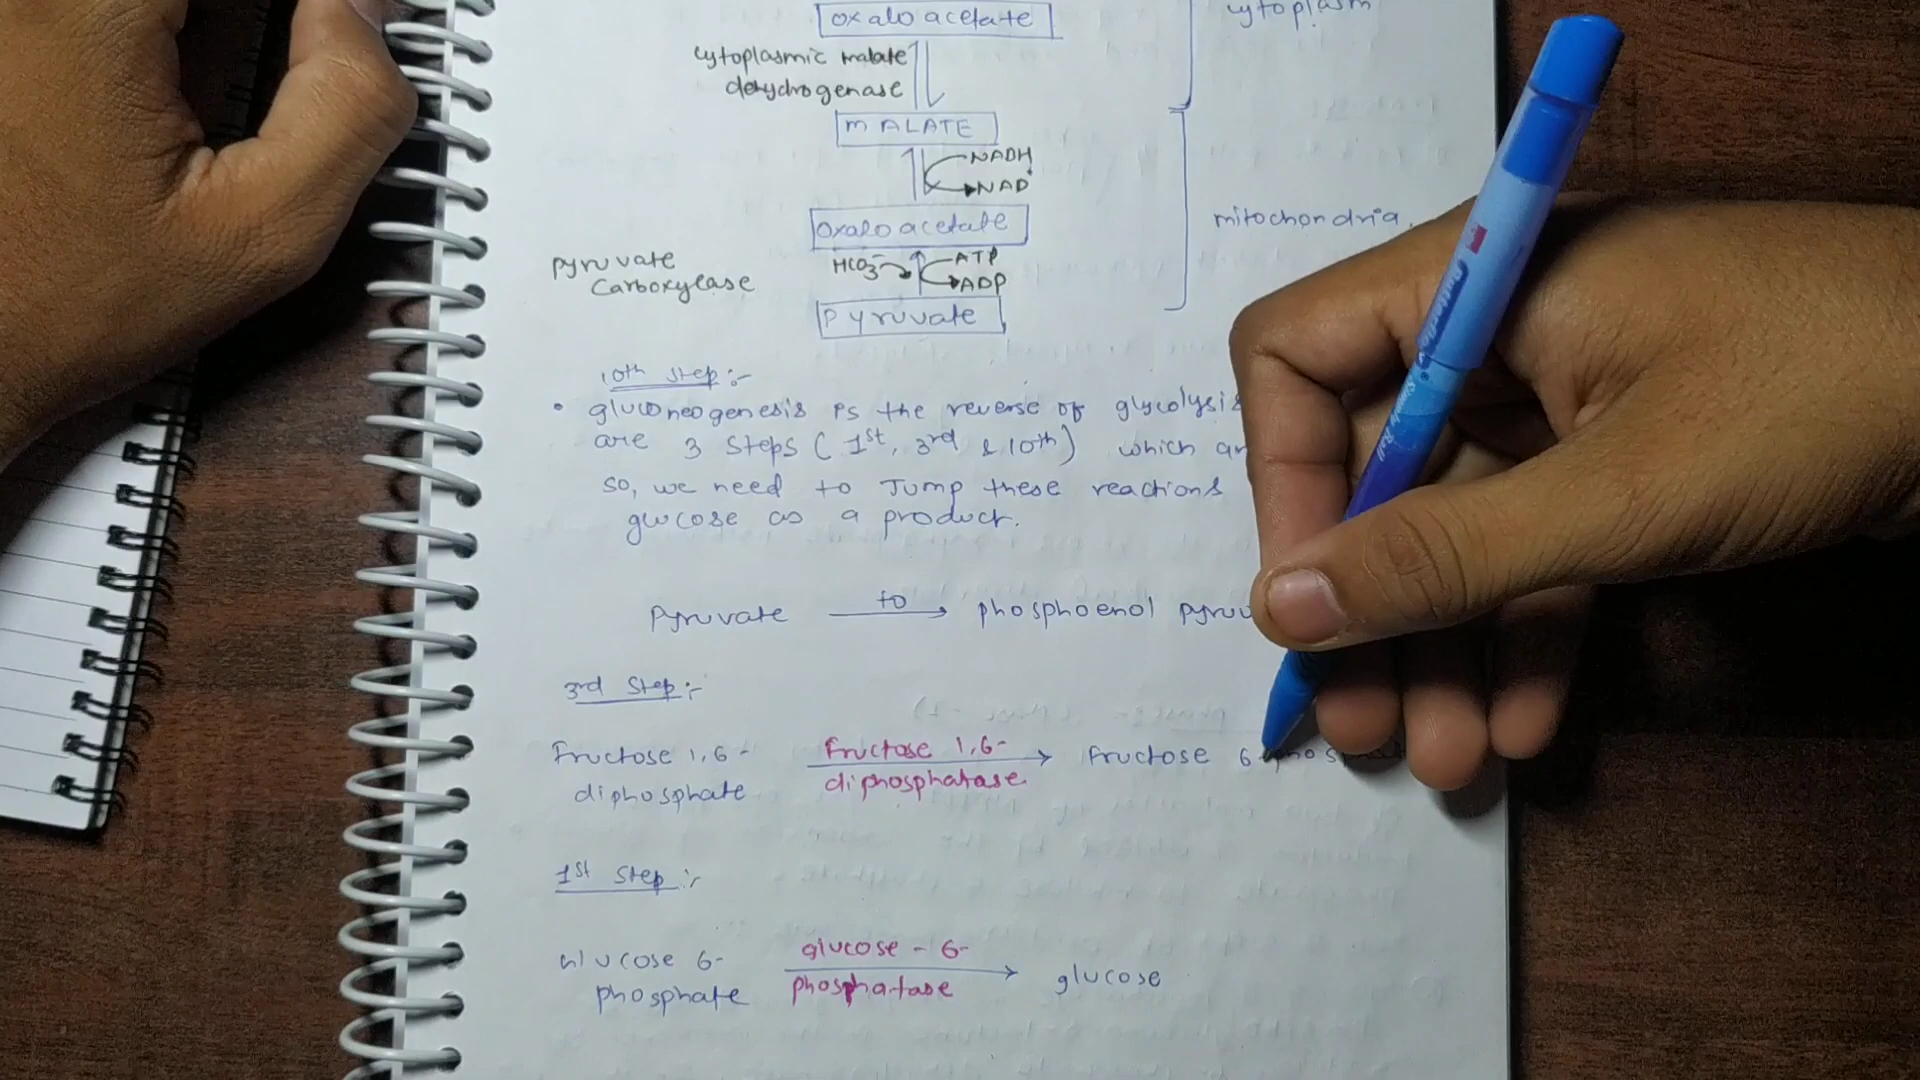 oxaloacetate
cytoplasm
cytoplasmic malate
dehydrogenase
MALATE
NADH
NAD
mitochondria.
oxaloacetate
HCO3-
ATP
ADP
pyruvate
carboxylase
pyruvate
10th step:-
• gluconeogenesis is the reverse of glycolysis
are 3 steps (1st, 3rd & 10th) which
so, we need to Jump these reactions
glucose as a product.
Pyruvate to phosphoenol
3rd step:-
Fructose 1,6-
diphosphate
Fructose 1,6-
diphosphatase
Fructose 6
1st step:-
Glucose 6-
phosphate
glucose - 6-
phosphatase
glucose